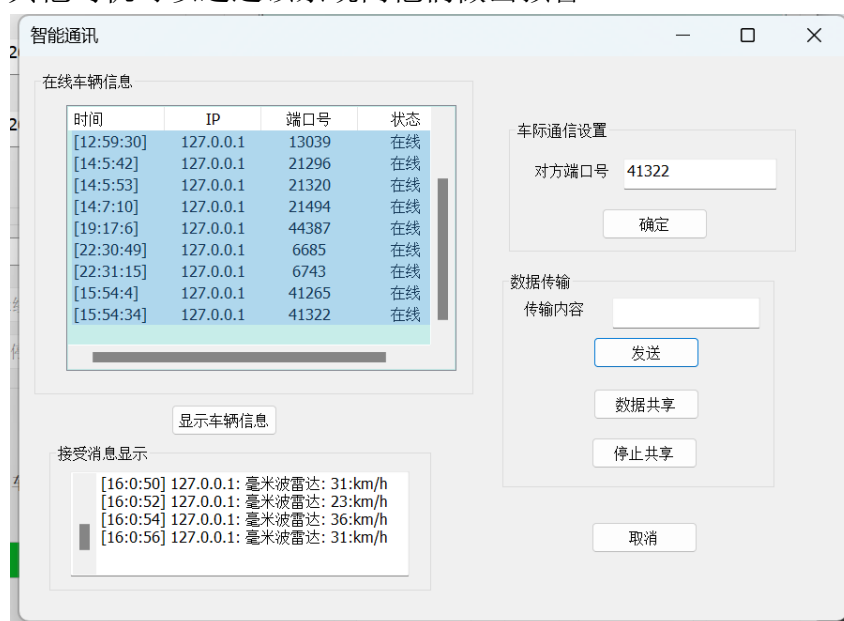 智能通讯
在线车辆信息
时间 IP 端口号 状态
[12:59:30] 127.0.0.1 13039 在线
[14:5:42] 127.0.0.1 21296 在线
[14:5:53] 127.0.0.1 21320 在线
[14:7:10] 127.0.0.1 21494 在线
[19:17:6] 127.0.0.1 44387 在线
[22:30:49] 127.0.0.1 6685 在线
[22:31:15] 127.0.0.1 6743 在线
[15:54:4] 127.0.0.1 41265 在线
[15:54:34] 127.0.0.1 41322 在线
显示车辆信息
接受消息显示
[16:0:50] 127.0.0.1: 毫米波雷达: 31:km/h
[16:0:52] 127.0.0.1: 毫米波雷达: 23:km/h
[16:0:54] 127.0.0.1: 毫米波雷达: 36:km/h
[16:0:56] 127.0.0.1: 毫米波雷达: 31:km/h
车际通信设置
对方端口号 41322
确定
数据传输
传输内容
发送
数据共享
停止共享
取消